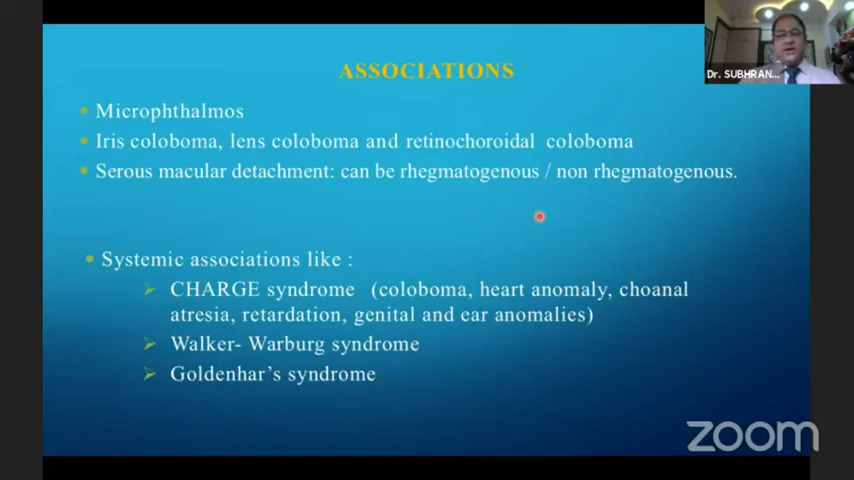 ASSOCIATIONS
Dr. SUBHRAN...
Microphthalmos
Iris coloboma, lens coloboma and retinochoroidal coloboma
Serous macular detachment: can be rhegmatogenous / non rhegmatogenous.
Systemic associations like :
CHARGE syndrome (coloboma, heart anomaly, choanal
atresia, retardation, genital and ear anomalies)
Walker- Warburg syndrome
Goldenhar's syndrome
zoom